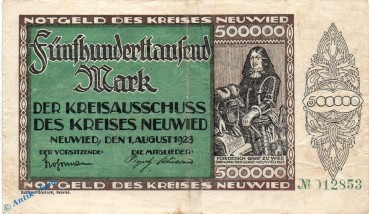 NOTGELD DES KREISES NEUWIED
Fünfhunderttausend
500000
Mark
DER KREISAUSSCHUSS
DES KREISES NEUWIED
NEUWIED, DEN 1. AUGUST 1923
DER VORSITZENDE:
DIE MITGLIEDER:
FRIEDERICH GRAF ZU WIED
500000
500000
№ 012853
NOTGELD DES KREISES NEUWIED